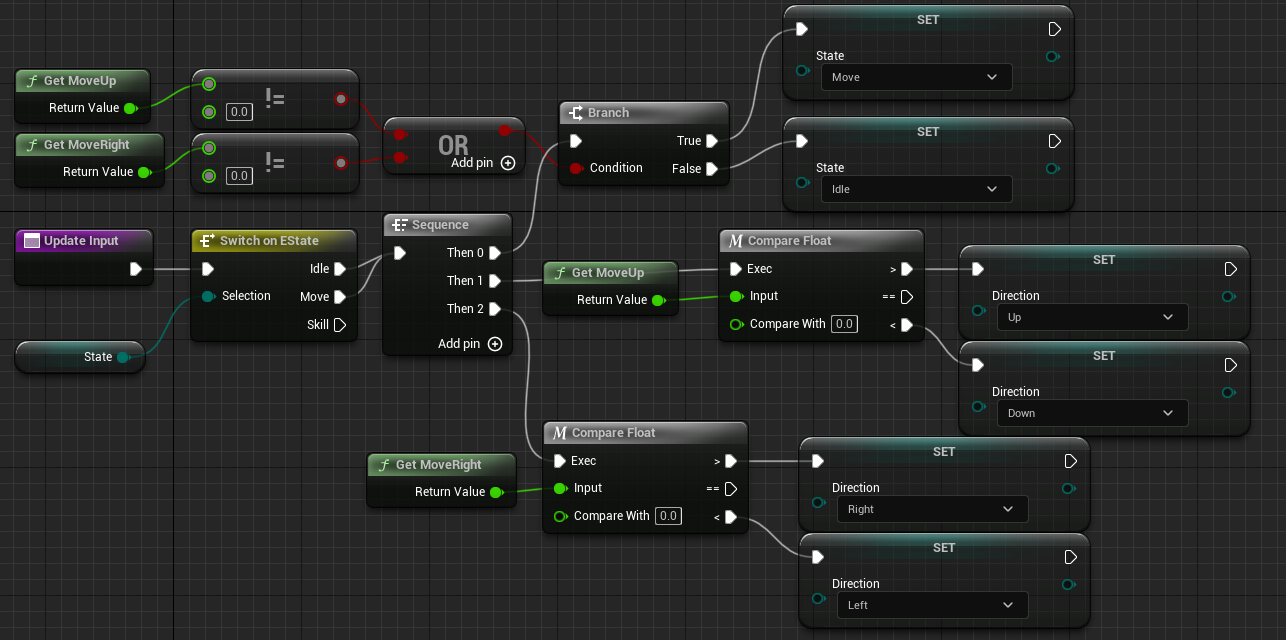 SET
State
Move
Get MoveUp
Return Value
!=
0.0
Get MoveRight
Return Value
!=
0.0
OR
Add pin
Branch
True
Condition
False
SET
State
Idle
Update Input
Switch on EState
Idle
Selection
Move
Skill
State
Sequence
Then 0
Then 1
Then 2
Add pin
Get MoveUp
Return Value
Compare Float
Exec
>
Input
==
Compare With
0.0
<
SET
Direction
Up
SET
Direction
Down
Get MoveRight
Return Value
Compare Float
Exec
>
Input
==
Compare With
0.0
<
SET
Direction
Right
SET
Direction
Left